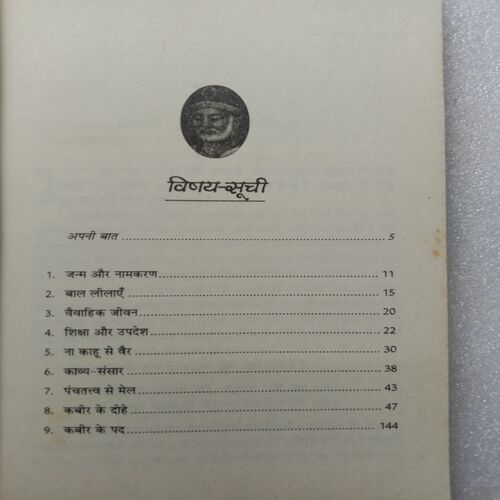 विषय-सूची
अपनी बात ........................................ 5
1. जन्म और नामकरण ........................................ 11
2. बाल लीलाएँ ........................................ 15
3. वैवाहिक जीवन ........................................ 20
4. शिक्षा और उपदेश ........................................ 22
5. ना काहू से वैर ........................................ 30
6. काव्य-संसार ........................................ 38
7. पंचतत्त्व से मेल ........................................ 43
8. कबीर के दोहे ........................................ 47
9. कबीर के पद ........................................ 144